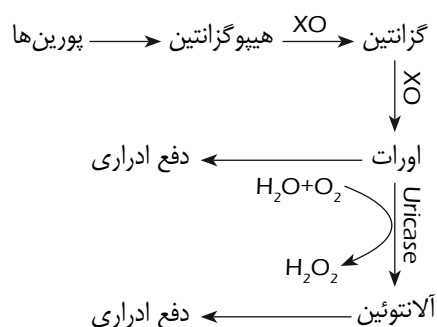 پورین‌ها هیپوگزانتین XO گزانتین
XO
اورات دفع ادراری
H₂O+O₂
Uricase
H₂O₂
آلانتوئین دفع ادراری